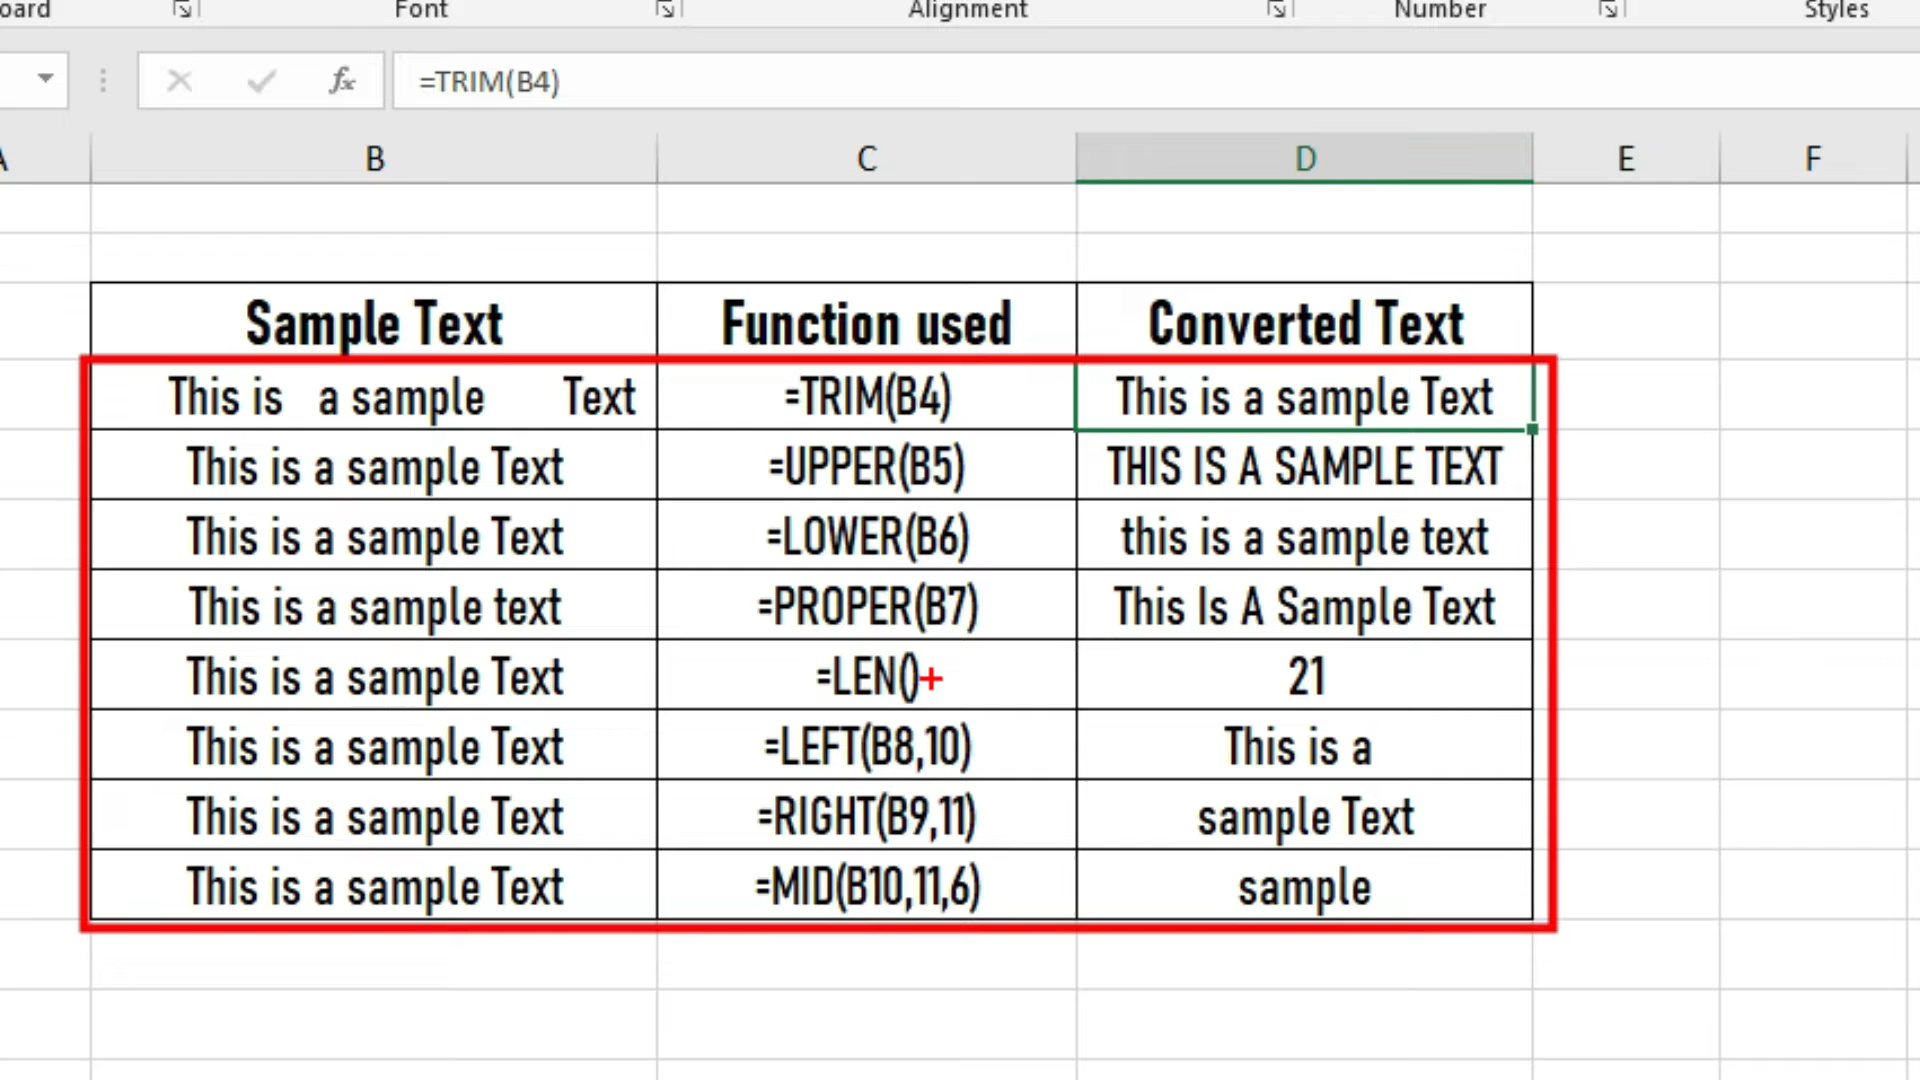 oard Font Alignment Number Styles
fx =TRIM(B4)
A B C D E F
Sample Text Function used Converted Text
This is   a sample      Text =TRIM(B4) This is a sample Text
This is a sample Text =UPPER(B5) THIS IS A SAMPLE TEXT
This is a sample Text =LOWER(B6) this is a sample text
This is a sample text =PROPER(B7) This Is A Sample Text
This is a sample Text =LEN()+ 21
This is a sample Text =LEFT(B8,10) This is a
This is a sample Text =RIGHT(B9,11) sample Text
This is a sample Text =MID(B10,11,6) sample